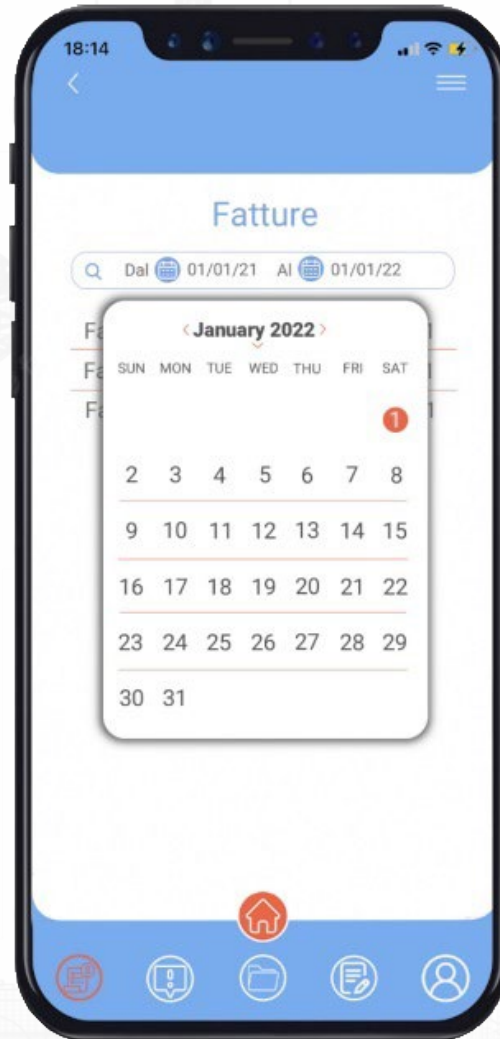 18:14
Fatture
Dal 01/01/21 Al 01/01/22
January 2022
SUN MON TUE WED THU FRI SAT
1
2 3 4 5 6 7 8
9 10 11 12 13 14 15
16 17 18 19 20 21 22
23 24 25 26 27 28 29
30 31